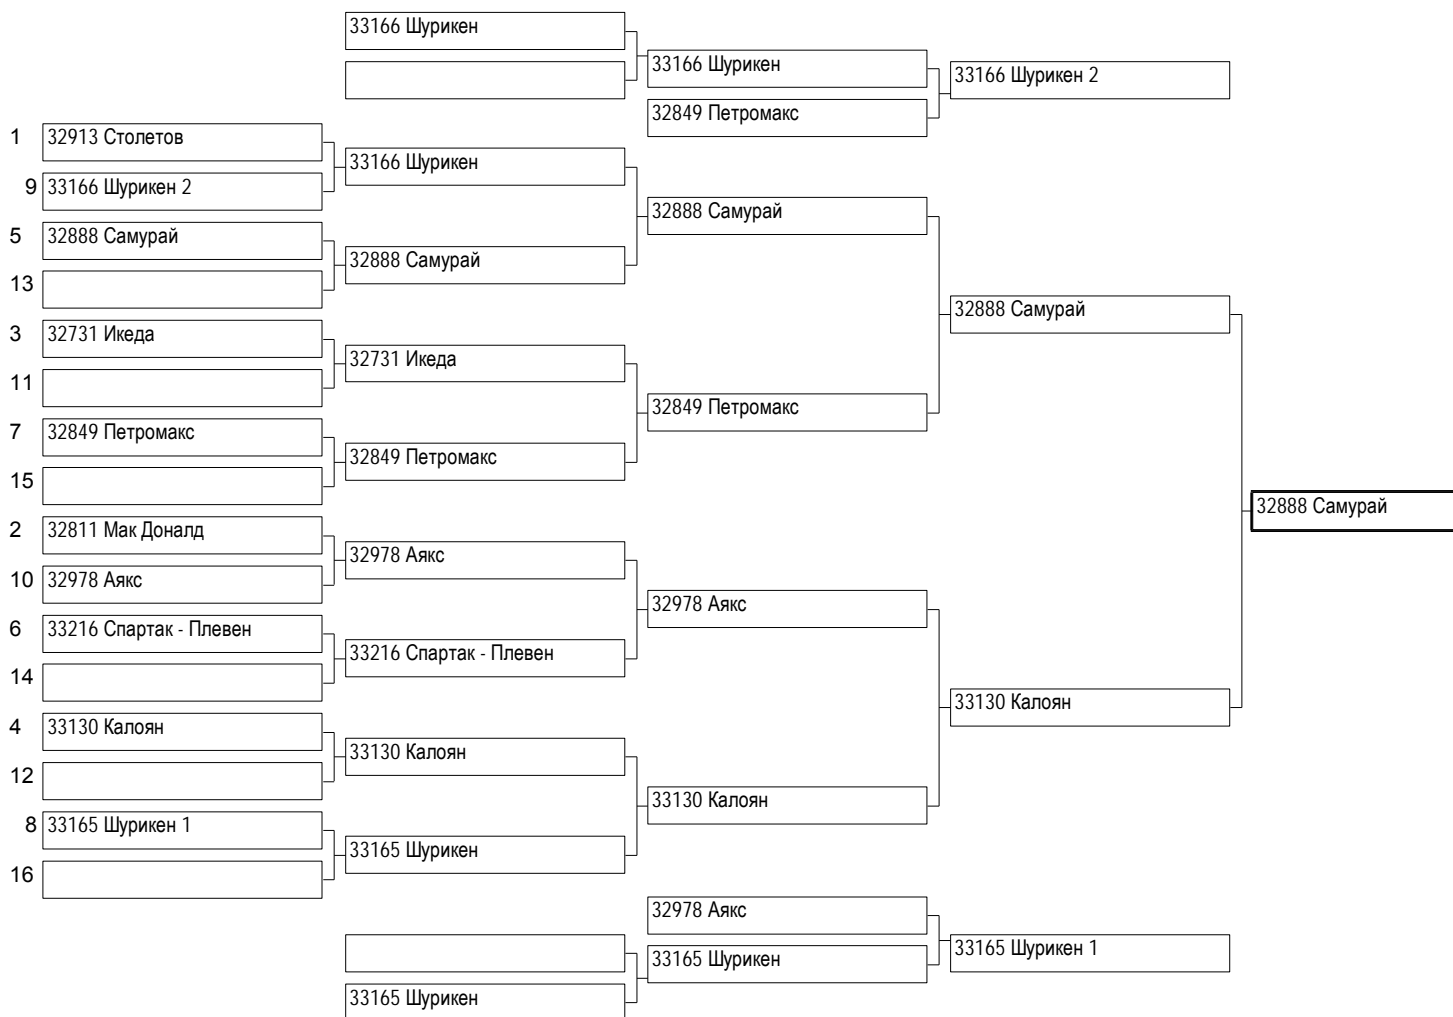 33166 Шурикен
33166 Шурикен
33166 Шурикен 2
32849 Петромакс
1 32913 Столетов
33166 Шурикен
9 33166 Шурикен 2
32888 Самурай
5 32888 Самурай
32888 Самурай
13
32888 Самурай
3 32731 Икеда
32731 Икеда
11
32849 Петромакс
7 32849 Петромакс
32849 Петромакс
15
32888 Самурай
2 32811 Мак Доналд
32978 Аякс
10 32978 Аякс
32978 Аякс
6 33216 Спартак - Плевен
33216 Спартак - Плевен
14
33130 Калоян
4 33130 Калоян
33130 Калоян
12
33130 Калоян
8 33165 Шурикен 1
33165 Шурикен
16
32978 Аякс
33165 Шурикен 1
33165 Шурикен
33165 Шурикен